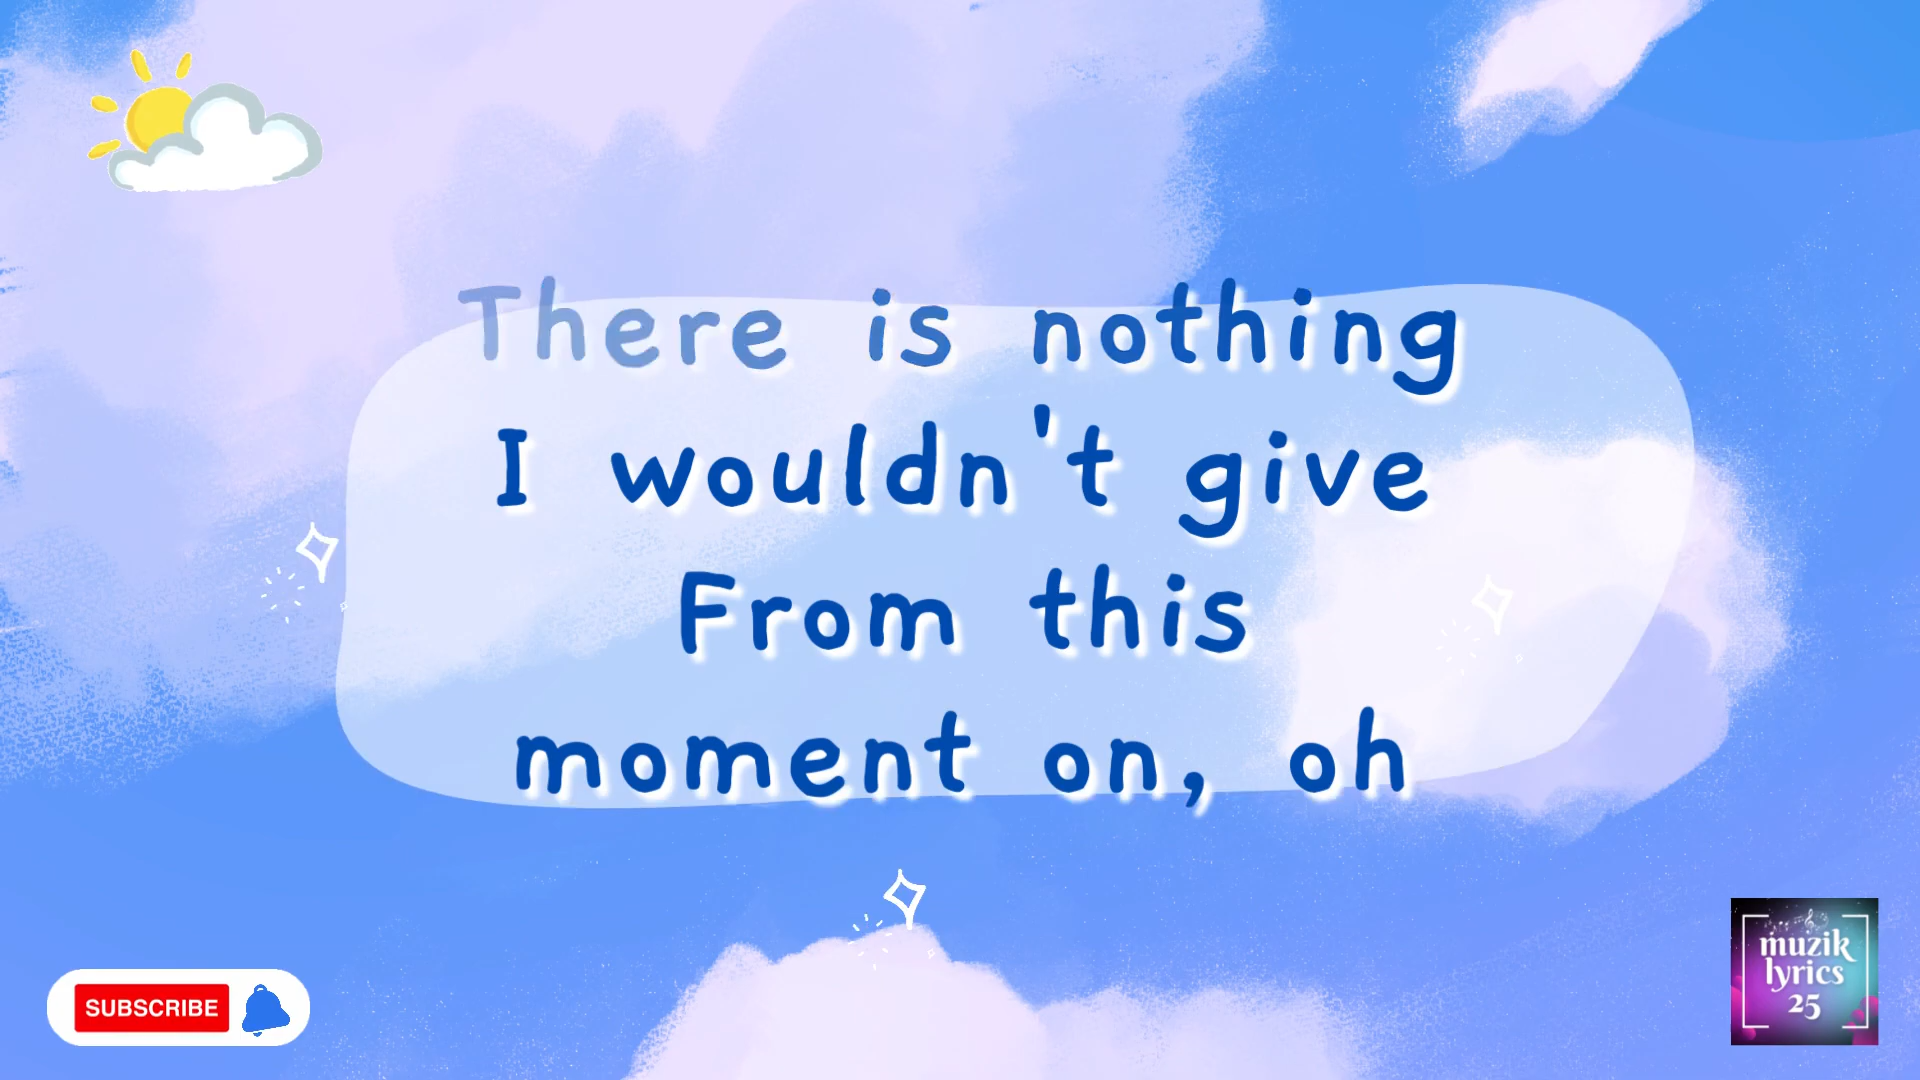 There is nothing
I wouldn't give
From this
moment on, oh
SUBSCRIBE
muzik
lyrics
25